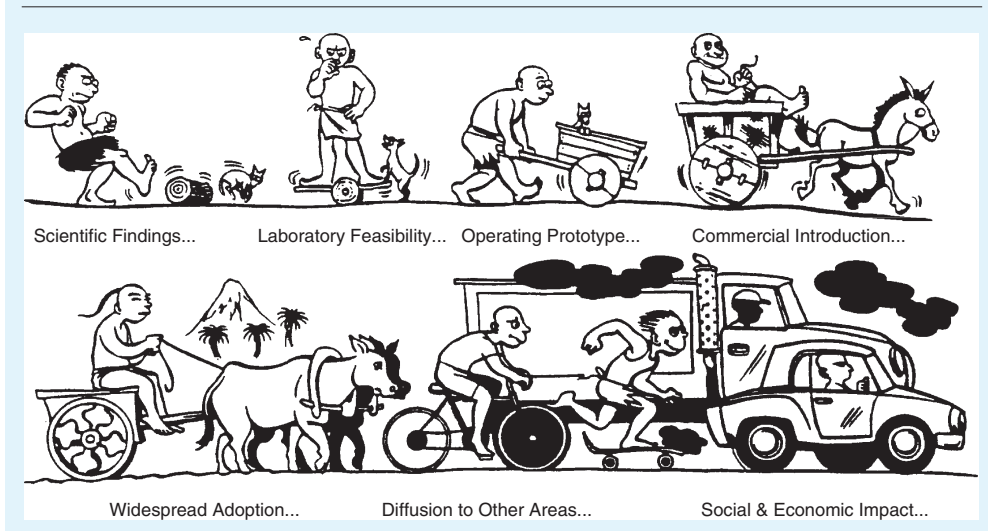 Scientific Findings...
Laboratory Feasibility...
Operating Prototype...
Commercial Introduction...
Widespread Adoption...
Diffusion to Other Areas...
Social & Economic Impact...